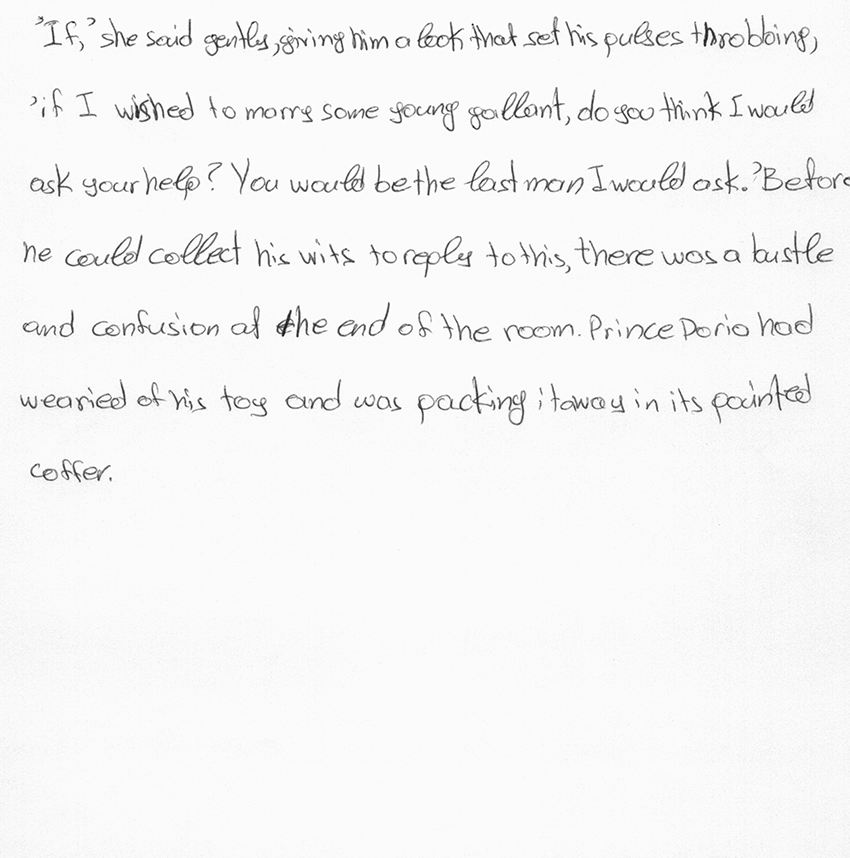 'If,' she said gently, giving him a look that set his pulses throbbing,
'if I wished to marry some young gallant, do you think I would
ask your help? You would be the last man I would ask.' Before
he could collect his wits to reply to this, there was a bustle
and confusion at the end of the room. Prince Dorio had
wearied of his toy and was packing it away in its painted
coffer.